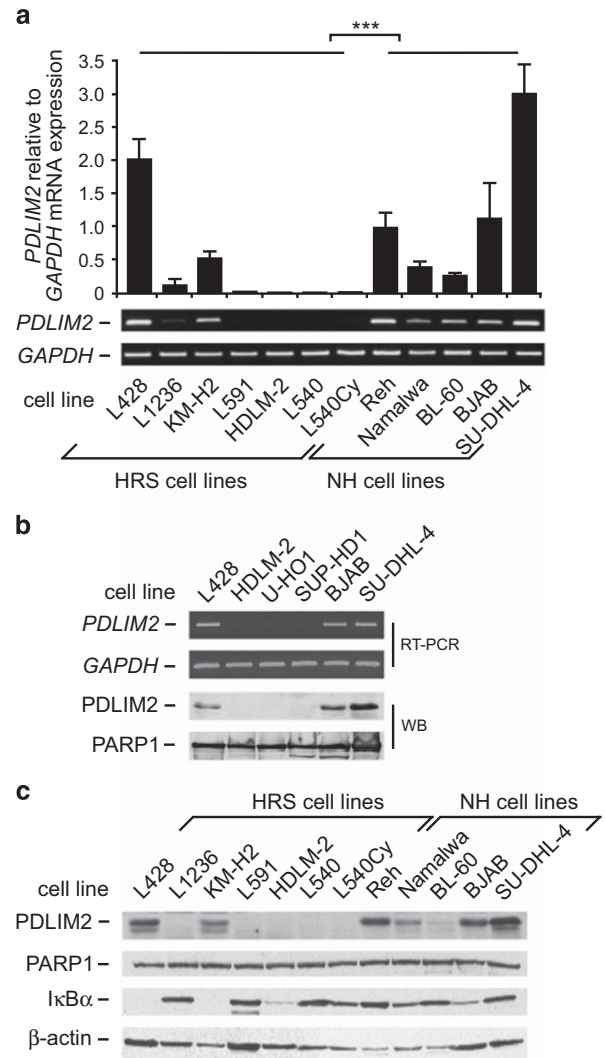 a
***
PDLIM2 relative to
GAPDH mRNA expression
3.5
3.0
2.5
2.0
1.5
1.0
0.5
0
PDLIM2 –
GAPDH –
cell line
L428
L1236
KM-H2
L591
HDLM-2
L540
L540Cy
Reh
Namalwa
BL-60
BJAB
SU-DHL-4
HRS cell lines
NH cell lines
b
cell line
L428
HDLM-2
U-HO1
SUP-HD1
BJAB
SU-DHL-4
PDLIM2 –
GAPDH –
RT-PCR
PDLIM2 –
PARP1 –
WB
c
HRS cell lines
NH cell lines
cell line
L428
L1236
KM-H2
L591
HDLM-2
L540
L540Cy
Reh
Namalwa
BL-60
BJAB
SU-DHL-4
PDLIM2 –
PARP1 –
IκBα –
β-actin –